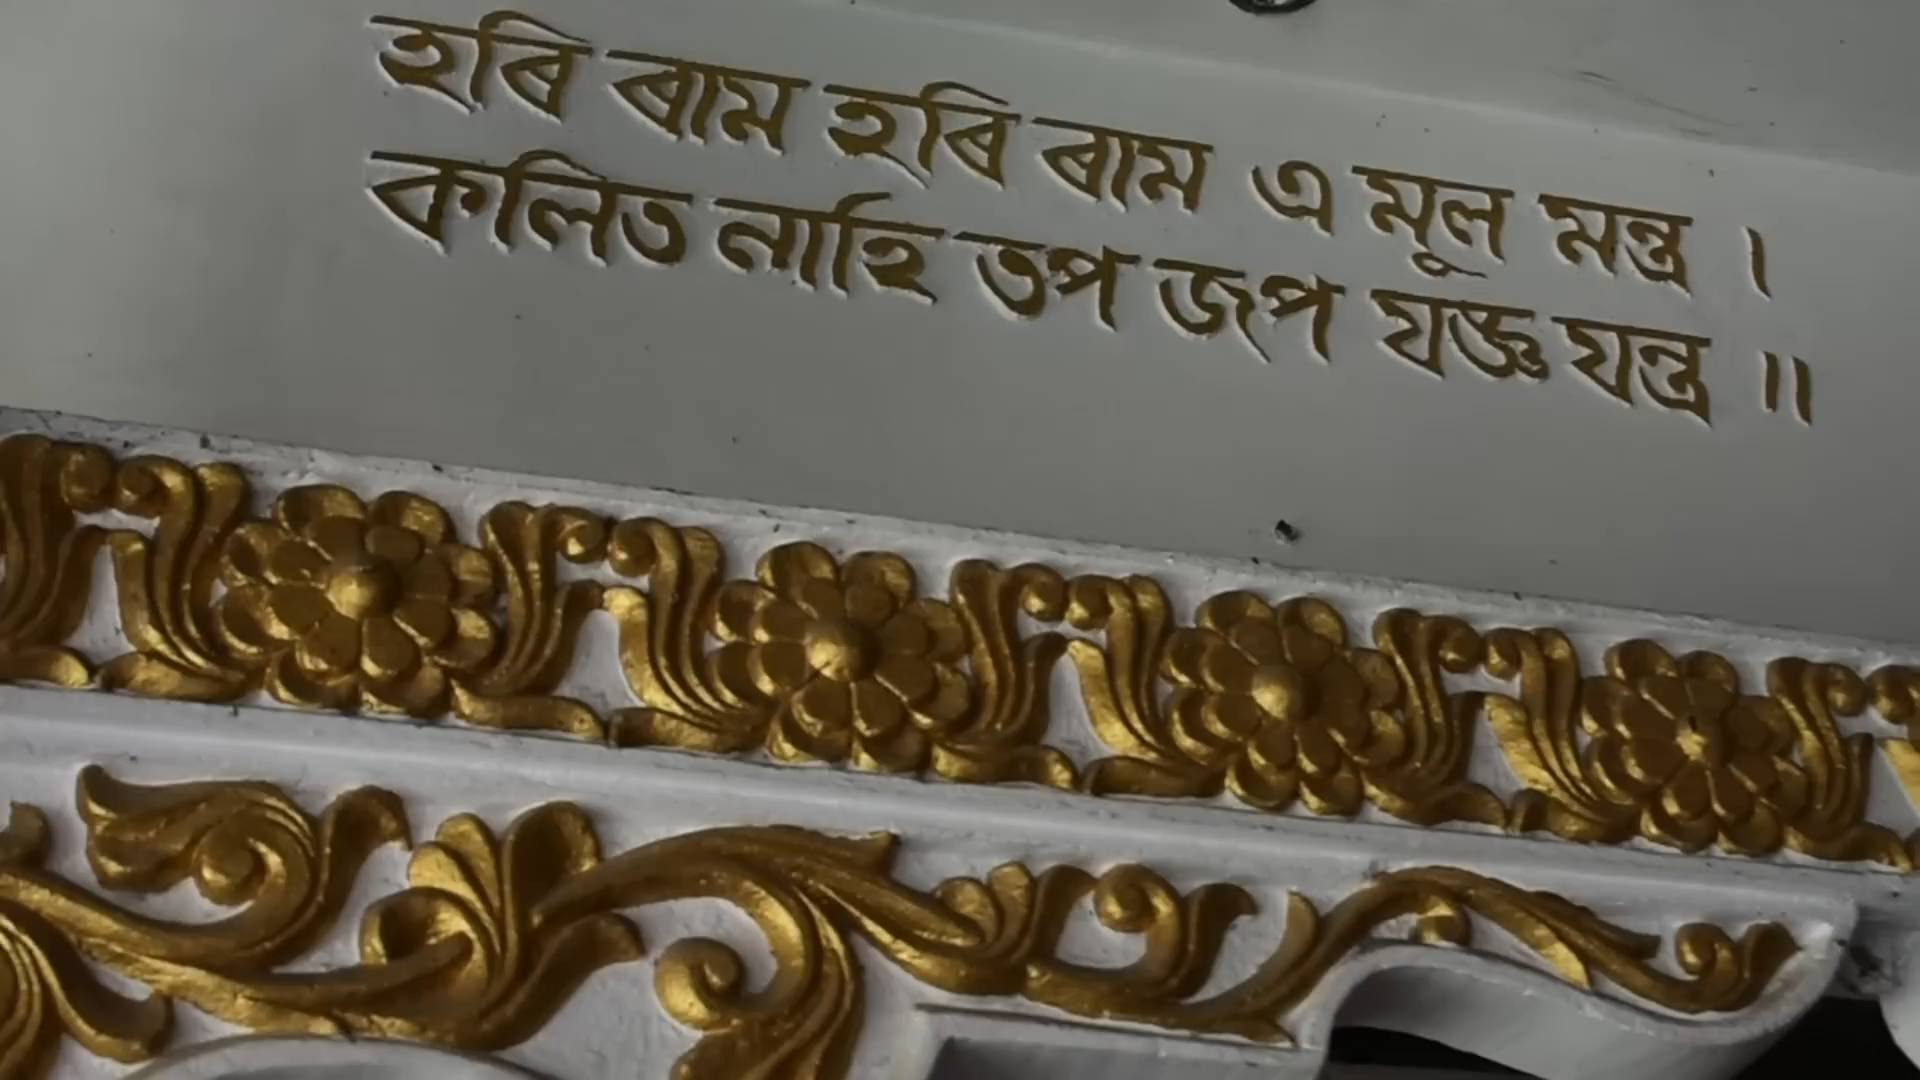 হৰি ৰাম হৰি ৰাম এ মূল মন্ত্ৰ ।
কলিত নাহি তপ জপ যজ্ঞ যন্ত্ৰ ॥